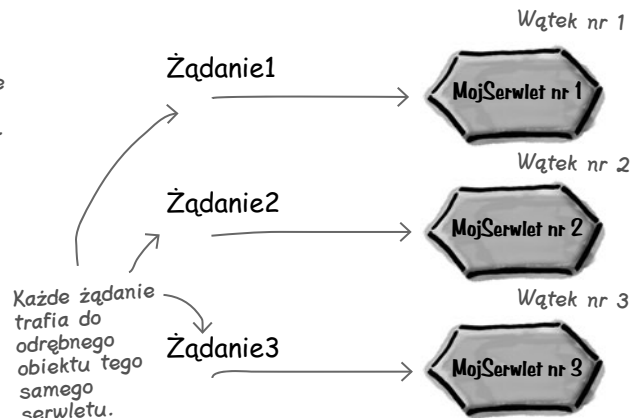 Wątek nr 1
Żądanie1
MojSerwlet nr 1
Wątek nr 2
Żądanie2
MojSerwlet nr 2
Wątek nr 3
Żądanie3
MojSerwlet nr 3
Każde żądanie
trafia do
odrębnego
obiektu tego
samego
serwletu.